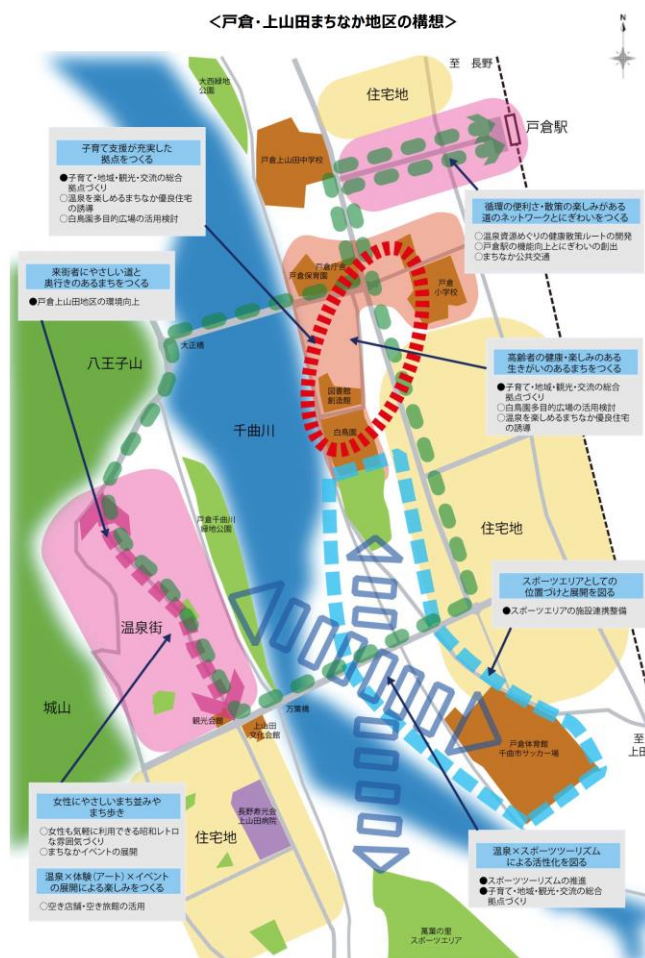 <戸倉・上山田まちなか地区の構想>
N
至 長野
大西緑地
公園
住宅地
戸倉駅
戸倉上山田中学校
子育て支援が充実した
拠点をつくる
●子育て・地域・観光・交流の総合
拠点づくり
○温泉を楽しめるまちなか優良住宅
の誘導
○白鳥園多目的広場の活用検討
循環の便利さ・散策の楽しみがある
道のネットワークとにぎわいをつくる
○温泉資源めぐりの健康散策ルートの開発
○戸倉駅の機能向上とにぎわいの創出
○まちなか公共交通
戸倉庁舎
戸倉保育園
戸倉
小学校
来街者にやさしい道と
奥行きのあるまちをつくる
●戸倉上山田地区の環境向上
大正橋
八王子山
千曲川
図書館
創造館
白鳥園
高齢者の健康・楽しみのある
生きがいのあるまちをつくる
●子育て・地域・観光・交流の総合
拠点づくり
○白鳥園多目的広場の活用検討
○温泉を楽しめるまちなか優良住宅
の誘導
戸倉千曲川
緑地公園
住宅地
温泉街
スポーツエリアとしての
位置づけと展開を図る
●スポーツエリアの施設連携整備
城山
観光会館
上山田
文化会館
万葉橋
戸倉体育館
千曲市サッカー場
至
上田
女性にやさしいまち並みや
まち歩き
○女性も気軽に利用できる昭和レトロ
な雰囲気づくり
○まちなかイベントの展開
温泉×体験(アート)×イベント
の展開による楽しみをつくる
○空き店舗・空き旅館の活用
住宅地
長野寿光会
上山田病院
温泉×スポーツツーリズム
による活性化を図る
●スポーツツーリズムの推進
●子育て・地域・観光・交流の総合
拠点づくり
萬葉の里
スポーツエリア